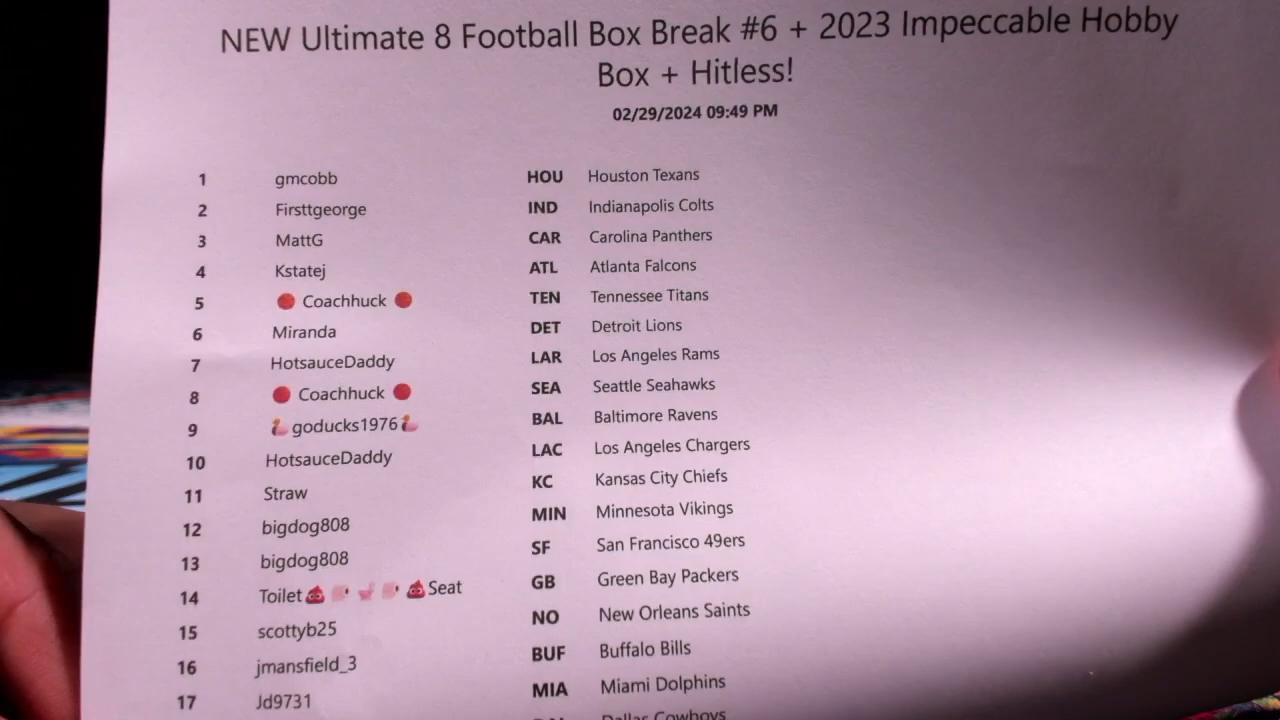 NEW Ultimate 8 Football Box Break #6 + 2023 Impeccable Hobby
Box + Hitless!
02/29/2024 09:49 PM
1 gmcobb HOU Houston Texans
2 Firsttgeorge IND Indianapolis Colts
3 MattG CAR Carolina Panthers
4 Kstatej ATL Atlanta Falcons
5 🔴 Coachhuck 🔴 TEN Tennessee Titans
6 Miranda DET Detroit Lions
7 HotsauceDaddy LAR Los Angeles Rams
8 🔴 Coachhuck 🔴 SEA Seattle Seahawks
9 🦆goducks1976🦆 BAL Baltimore Ravens
10 HotsauceDaddy LAC Los Angeles Chargers
11 Straw KC Kansas City Chiefs
12 bigdog808 MIN Minnesota Vikings
13 bigdog808 SF San Francisco 49ers
14 Toilet💩🧻🚽🧻💩Seat GB Green Bay Packers
15 scottyb25 NO New Orleans Saints
16 jmansfield_3 BUF Buffalo Bills
17 Jd9731 MIA Miami Dolphins
Dallas Cowboys